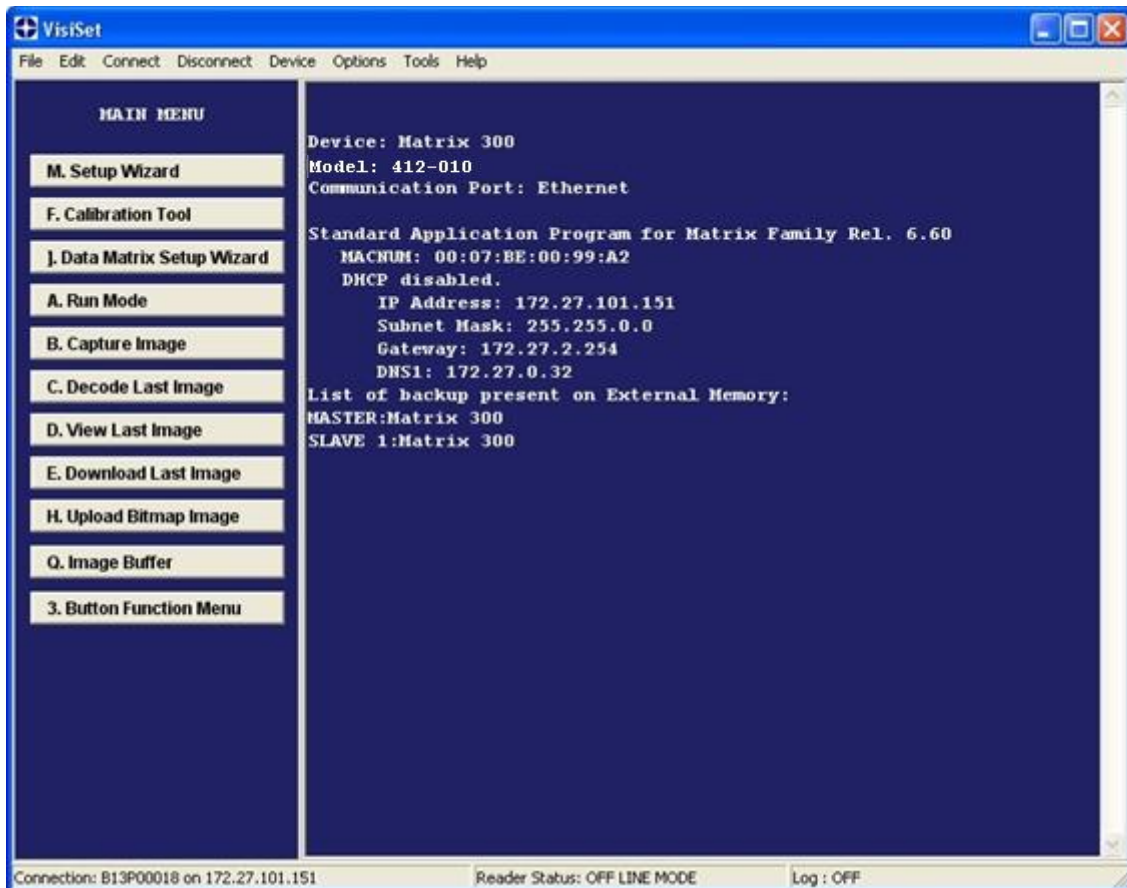 VisiSet
File Edit Connect Disconnect Device Options Tools Help
MAIN MENU
M. Setup Wizard
F. Calibration Tool
J. Data Matrix Setup Wizard
A. Run Mode
B. Capture Image
C. Decode Last Image
D. View Last Image
E. Download Last Image
H. Upload Bitmap Image
Q. Image Buffer
3. Button Function Menu
Device: Matrix 300
Model: 412-010
Communication Port: Ethernet
Standard Application Program for Matrix Family Rel. 6.60
MACNUM: 00:07:BE:00:99:A2
DHCP disabled.
IP Address: 172.27.101.151
Subnet Mask: 255.255.0.0
Gateway: 172.27.2.254
DNS1: 172.27.0.32
List of backup present on External Memory:
MASTER:Matrix 300
SLAVE 1:Matrix 300
Connection: B13P00018 on 172.27.101.151 Reader Status: OFF LINE MODE Log : OFF